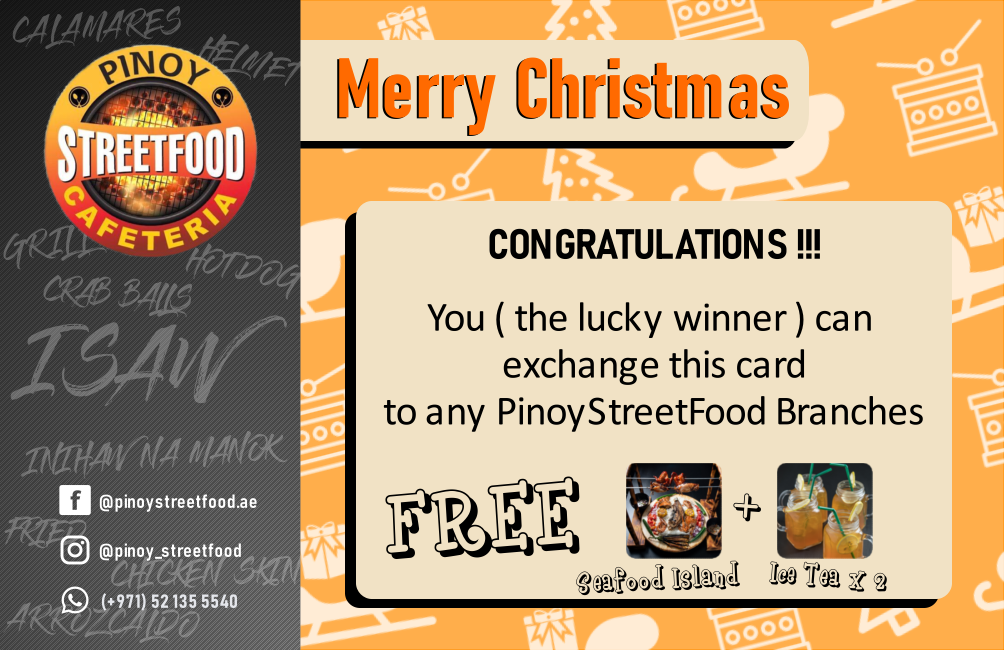 CALAMARES
HELMET
PINOY
STREETFOOD
CAFETERIA
GRILL
HOTDOG
CRAB BALLS
ISAW
INIHAW NA MANOK
@pinoystreetfood.ae
FRIED
@pinoy_streetfood
CHICKEN SKIN
(+971) 52 135 5540
ARROZCALDO
Merry Christmas
CONGRATULATIONS !!!
You ( the lucky winner ) can
exchange this card
to any PinoyStreetFood Branches
FREE
+
Seafood Island
Ice Tea x 2